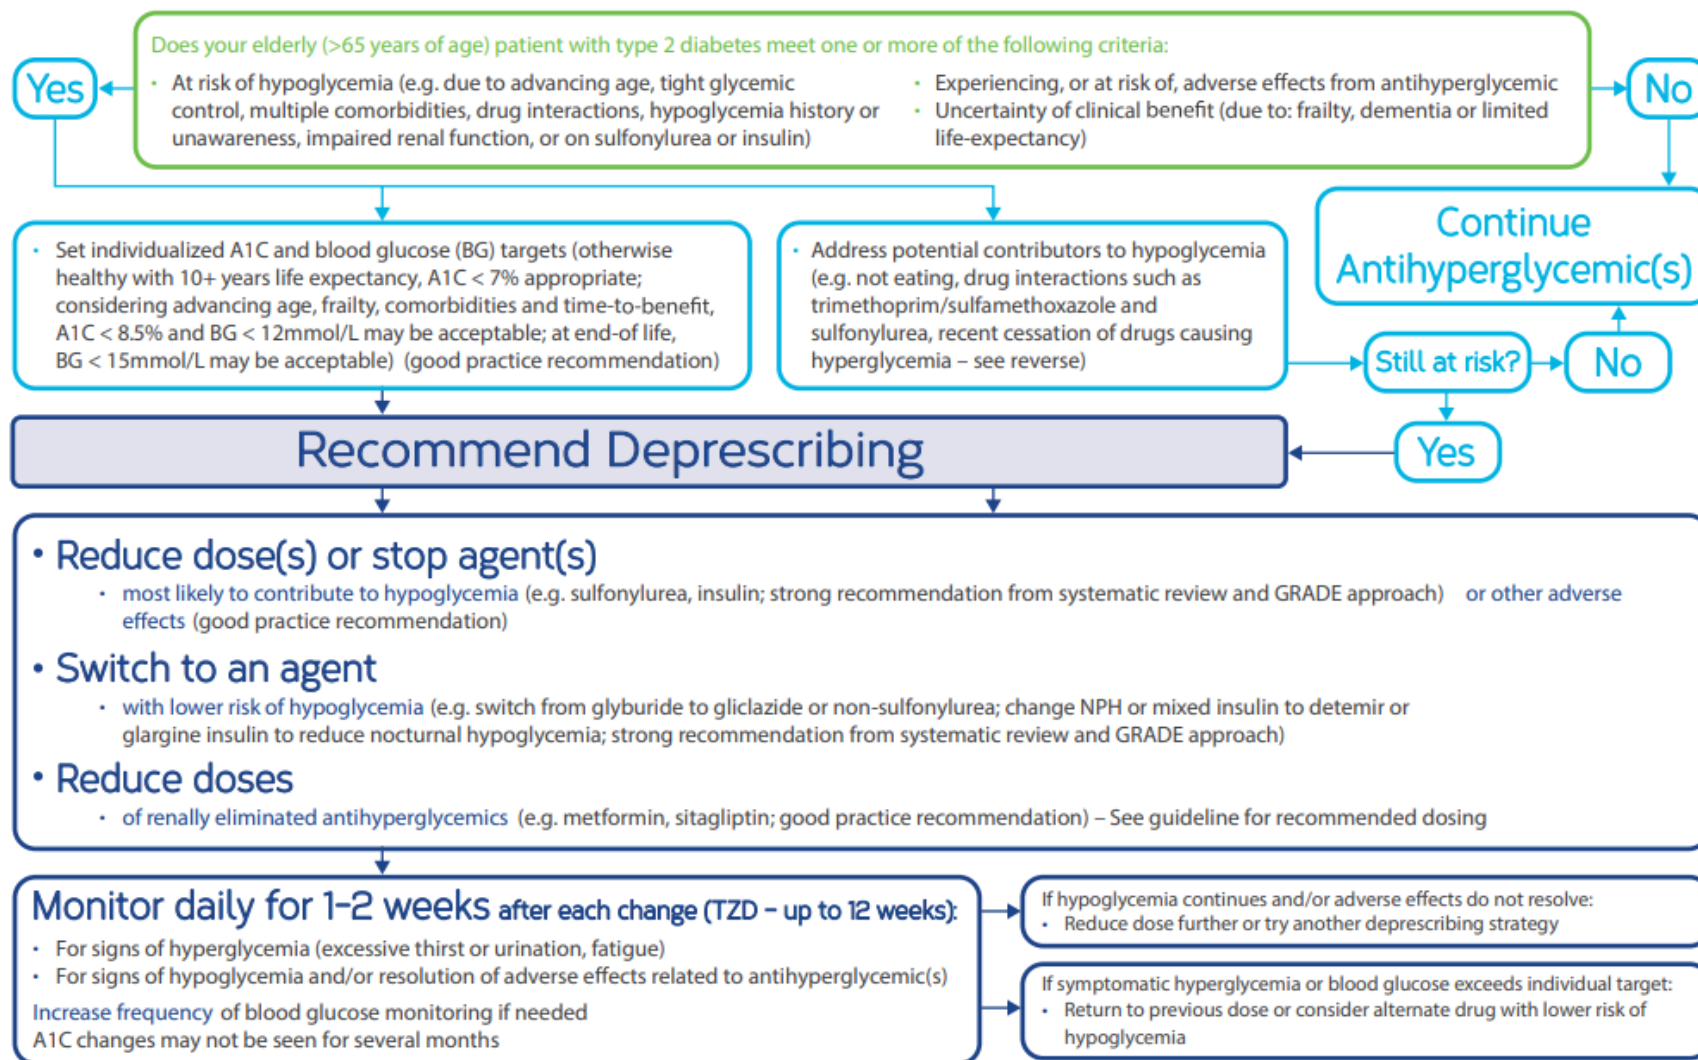 Does your elderly (>65 years of age) patient with type 2 diabetes meet one or more of the following criteria:
Yes
• At risk of hypoglycemia (e.g. due to advancing age, tight glycemic
control, multiple comorbidities, drug interactions, hypoglycemia history or
unawareness, impaired renal function, or on sulfonylurea or insulin)
• Experiencing, or at risk of, adverse effects from antihyperglycemic
• Uncertainty of clinical benefit (due to: frailty, dementia or limited
life-expectancy)
No
• Set individualized A1C and blood glucose (BG) targets (otherwise
healthy with 10+ years life expectancy, A1C < 7% appropriate;
considering advancing age, frailty, comorbidities and time-to-benefit,
A1C < 8.5% and BG < 12mmol/L may be acceptable; at end-of life,
BG < 15mmol/L may be acceptable) (good practice recommendation)
• Address potential contributors to hypoglycemia
(e.g. not eating, drug interactions such as
trimethoprim/sulfamethoxazole and
sulfonylurea, recent cessation of drugs causing
hyperglycemia – see reverse)
Continue
Antihyperglycemic(s)
Still at risk?
No
Yes
Recommend Deprescribing
• Reduce dose(s) or stop agent(s)
• most likely to contribute to hypoglycemia (e.g. sulfonylurea, insulin; strong recommendation from systematic review and GRADE approach) or other adverse
effects (good practice recommendation)
• Switch to an agent
• with lower risk of hypoglycemia (e.g. switch from glyburide to gliclazide or non-sulfonylurea; change NPH or mixed insulin to detemir or
glargine insulin to reduce nocturnal hypoglycemia; strong recommendation from systematic review and GRADE approach)
• Reduce doses
• of renally eliminated antihyperglycemics (e.g. metformin, sitagliptin; good practice recommendation) – See guideline for recommended dosing
Monitor daily for 1-2 weeks after each change (TZD – up to 12 weeks):
• For signs of hyperglycemia (excessive thirst or urination, fatigue)
• For signs of hypoglycemia and/or resolution of adverse effects related to antihyperglycemic(s)
Increase frequency of blood glucose monitoring if needed
A1C changes may not be seen for several months
If hypoglycemia continues and/or adverse effects do not resolve:
• Reduce dose further or try another deprescribing strategy
If symptomatic hyperglycemia or blood glucose exceeds individual target:
• Return to previous dose or consider alternate drug with lower risk of
hypoglycemia